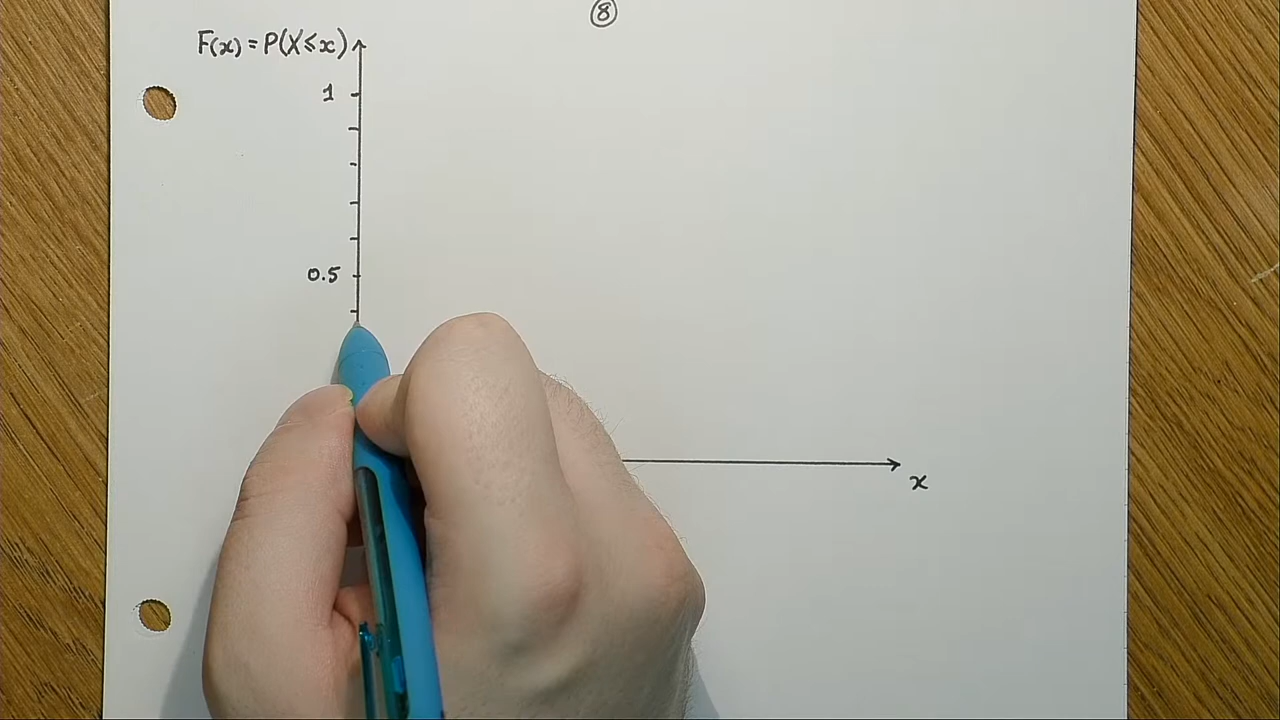 ⑧
F(x) = P(X≤x)
1
0.5
x